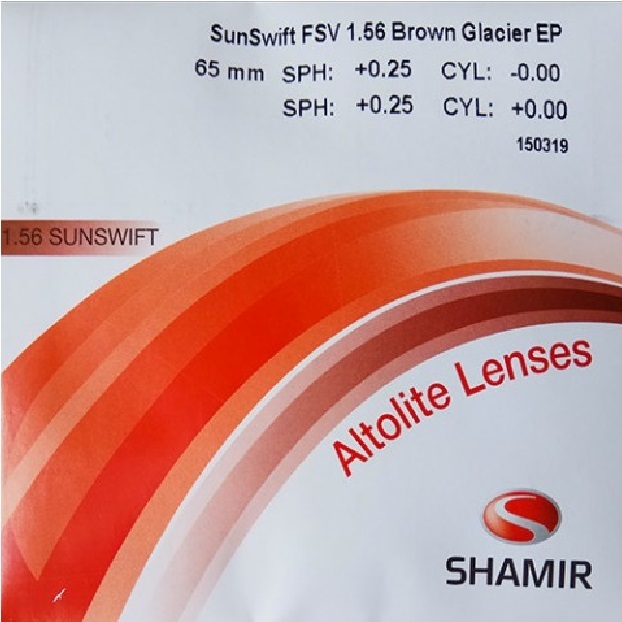 SunSwift FSV 1.56 Brown Glacier EP
65 mm SPH: +0.25 CYL: -0.00
SPH: +0.25 CYL: +0.00
150319
1.56 SUNSWIFT
Altolite Lenses
SHAMIR